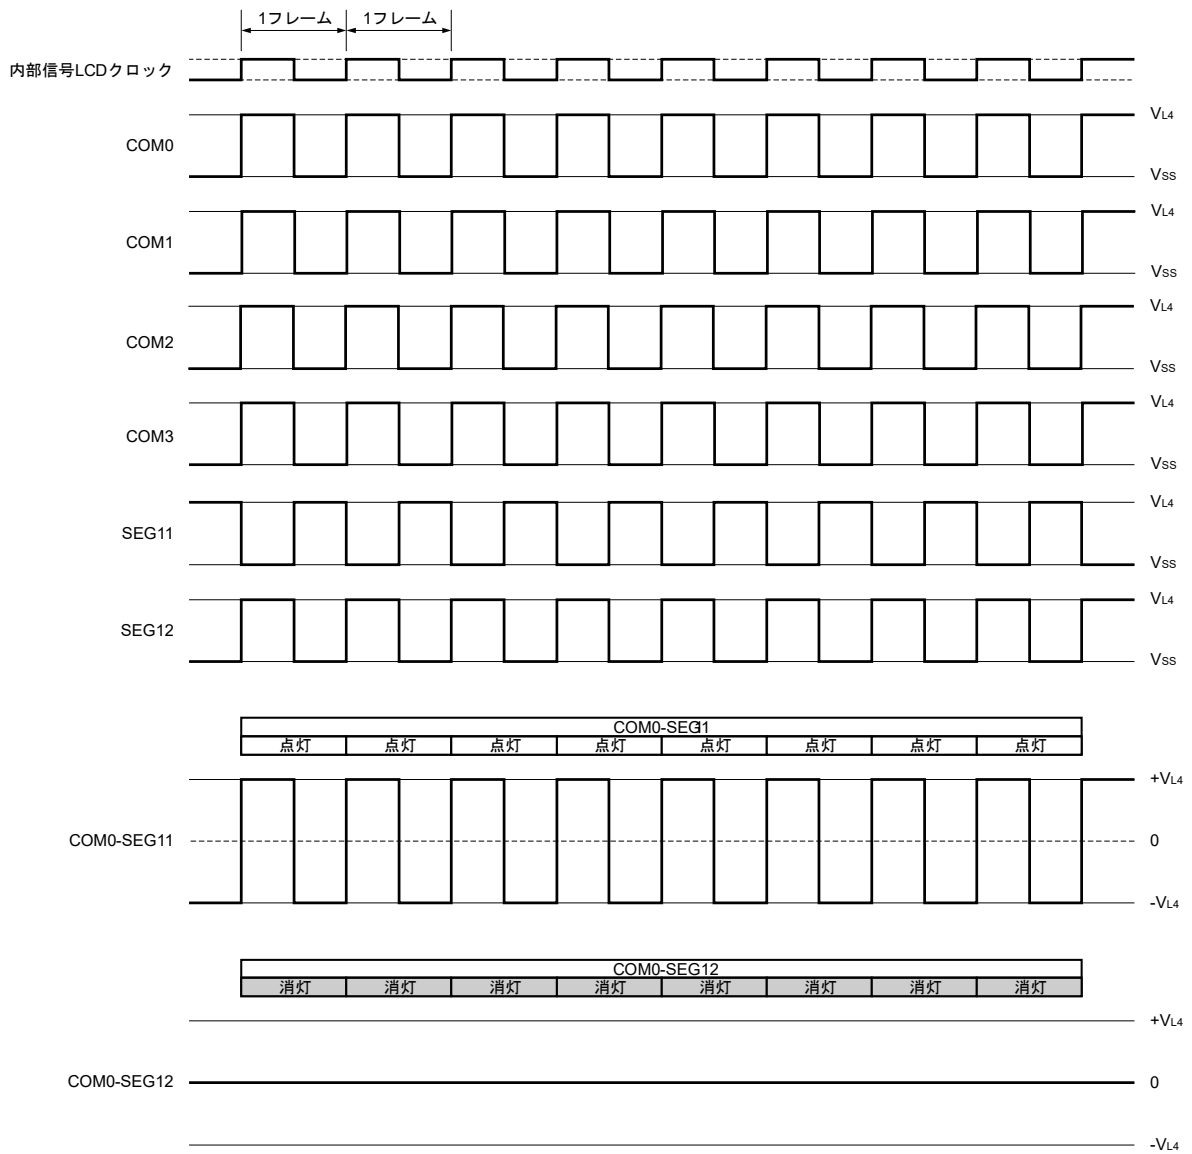 1フレーム 1フレーム
内部信号LCDクロック
VL4
COM0
VSS
VL4
COM1
VSS
VL4
COM2
VSS
VL4
COM3
VSS
VL4
SEG11
VSS
VL4
SEG12
VSS
COM0-SEG11
点灯 点灯 点灯 点灯 点灯 点灯 点灯 点灯
+VL4
COM0-SEG11
0
-VL4
COM0-SEG12
消灯 消灯 消灯 消灯 消灯 消灯 消灯 消灯
+VL4
COM0-SEG12
0
-VL4